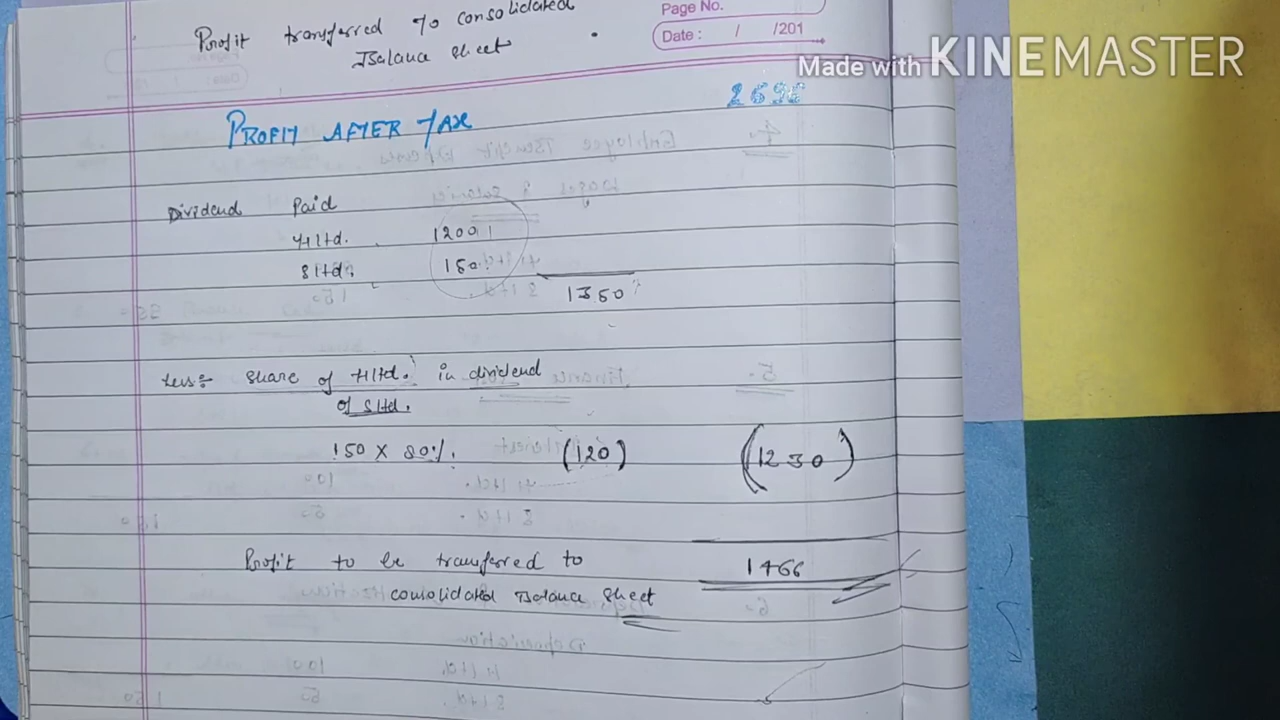 Profit transferred to consolidated
Balance sheet
Page No.
Date : / /201
Made with KINEMASTER
PROFIT AFTER TAX 2696
Dividend Paid
H ltd. 1200
S ltd. 150
1350
Less:- Share of H ltd. in dividend
of S ltd.
150 X 80%. (120) (1230)
Profit to be transferred to 1466
consolidated Balance Sheet